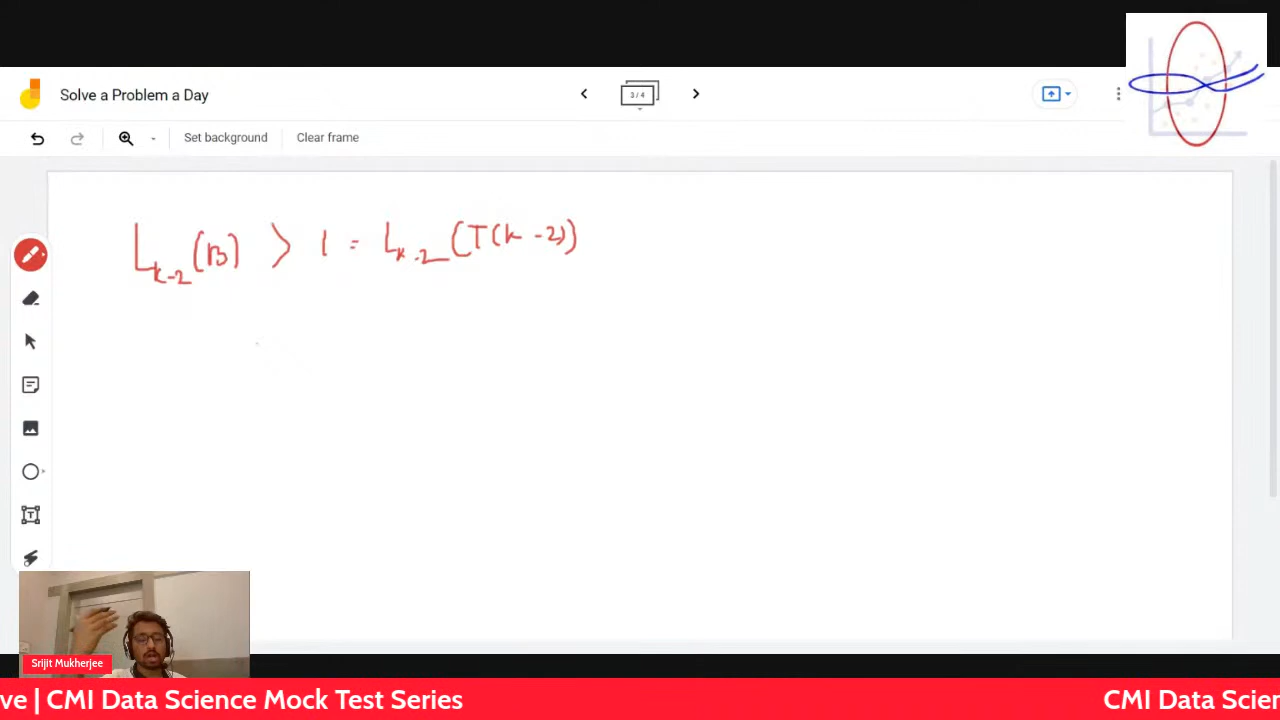 Solve a Problem a Day
3 / 4
Set background
Clear frame
L_{k-2}(B) > 1 = L_{k-2}(T(k-2))
Srijit Mukherjee
ve | CMI Data Science Mock Test Series
CMI Data Scien